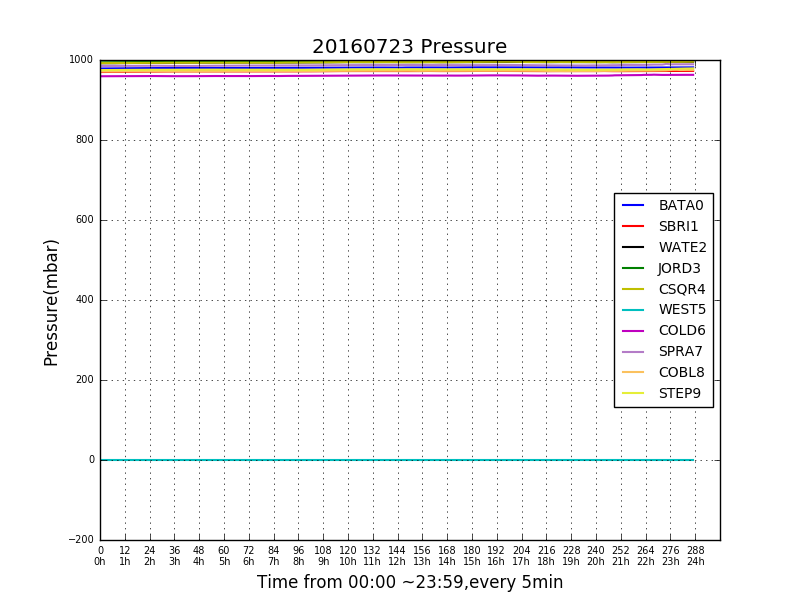 20160723 Pressure
1000
800
600
400
200
0
−200
Pressure(mbar)
BATA0
SBRI1
WATE2
JORD3
CSQR4
WEST5
COLD6
SPRA7
COBL8
STEP9
0 12 24 36 48 60 72 84 96 108 120 132 144 156 168 180 192 204 216 228 240 252 264 276 288
0h 1h 2h 3h 4h 5h 6h 7h 8h 9h 10h 11h 12h 13h 14h 15h 16h 17h 18h 19h 20h 21h 22h 23h 24h
Time from 00:00 ~23:59,every 5min